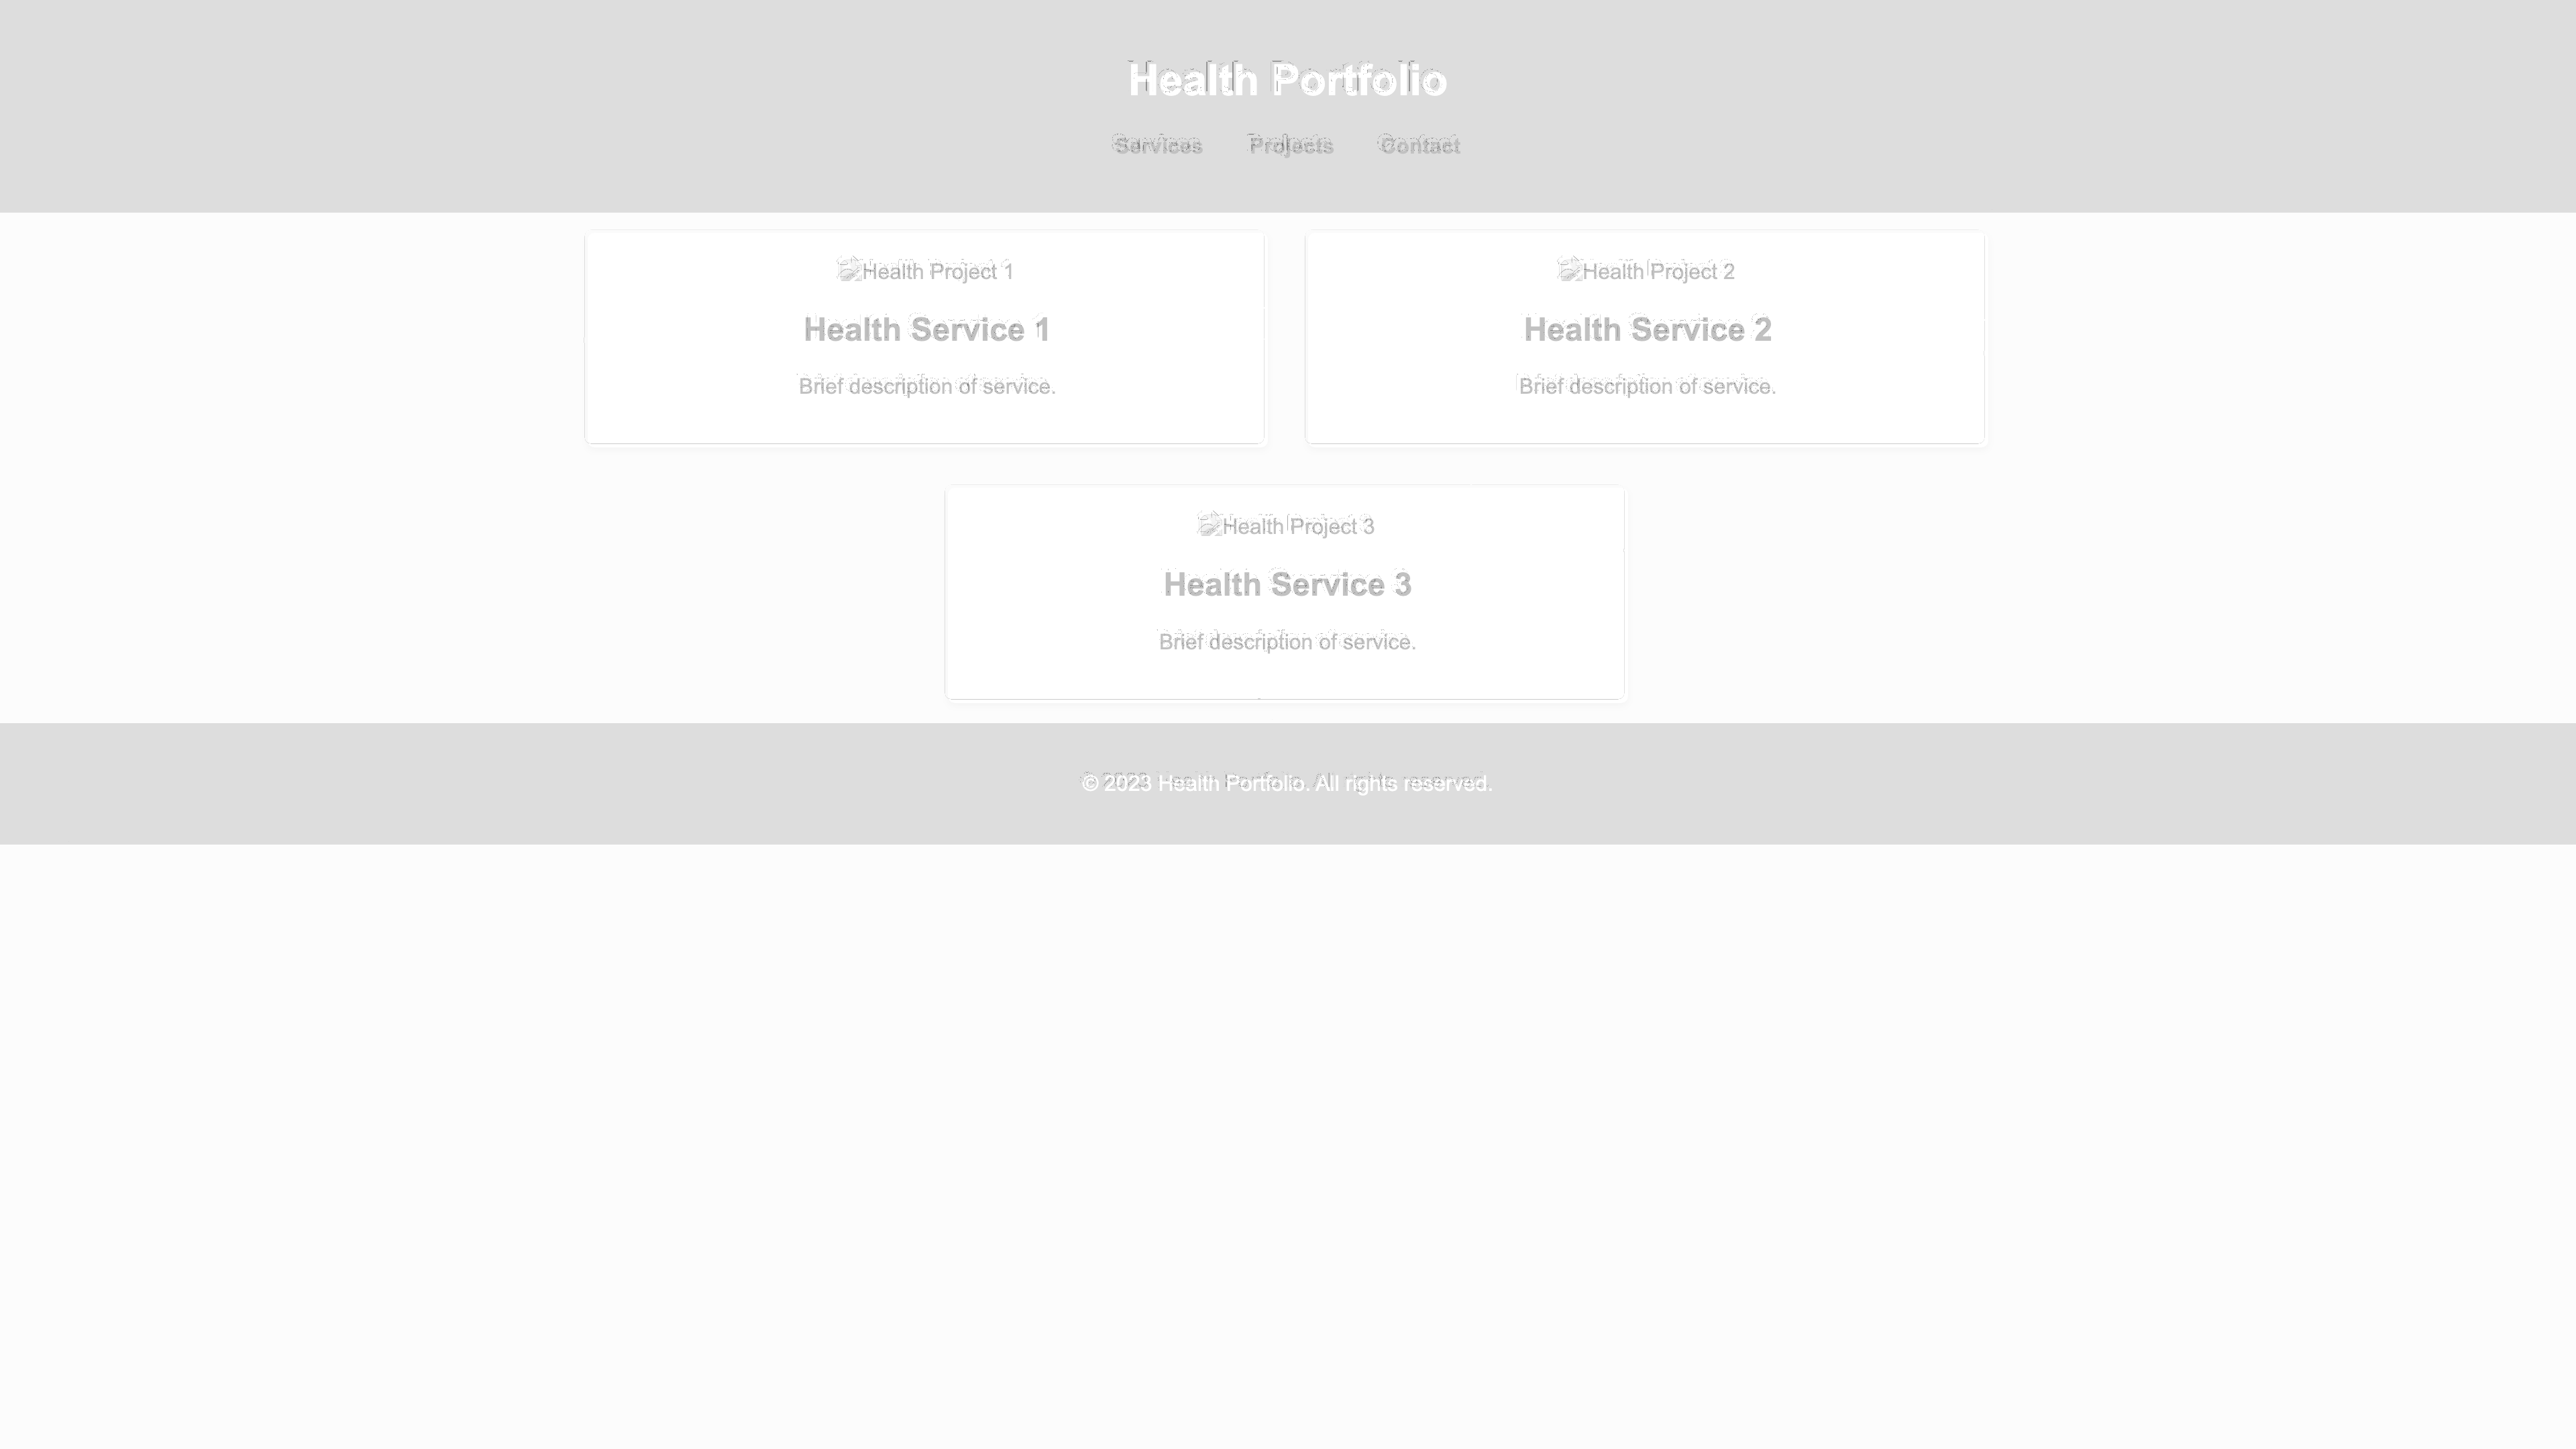 Health Portfolio
Services Projects Contact
Health Project 1
Health Service 1
Brief description of service.
Health Project 2
Health Service 2
Brief description of service.
Health Project 3
Health Service 3
Brief description of service.
© 2023 Health Portfolio. All rights reserved.